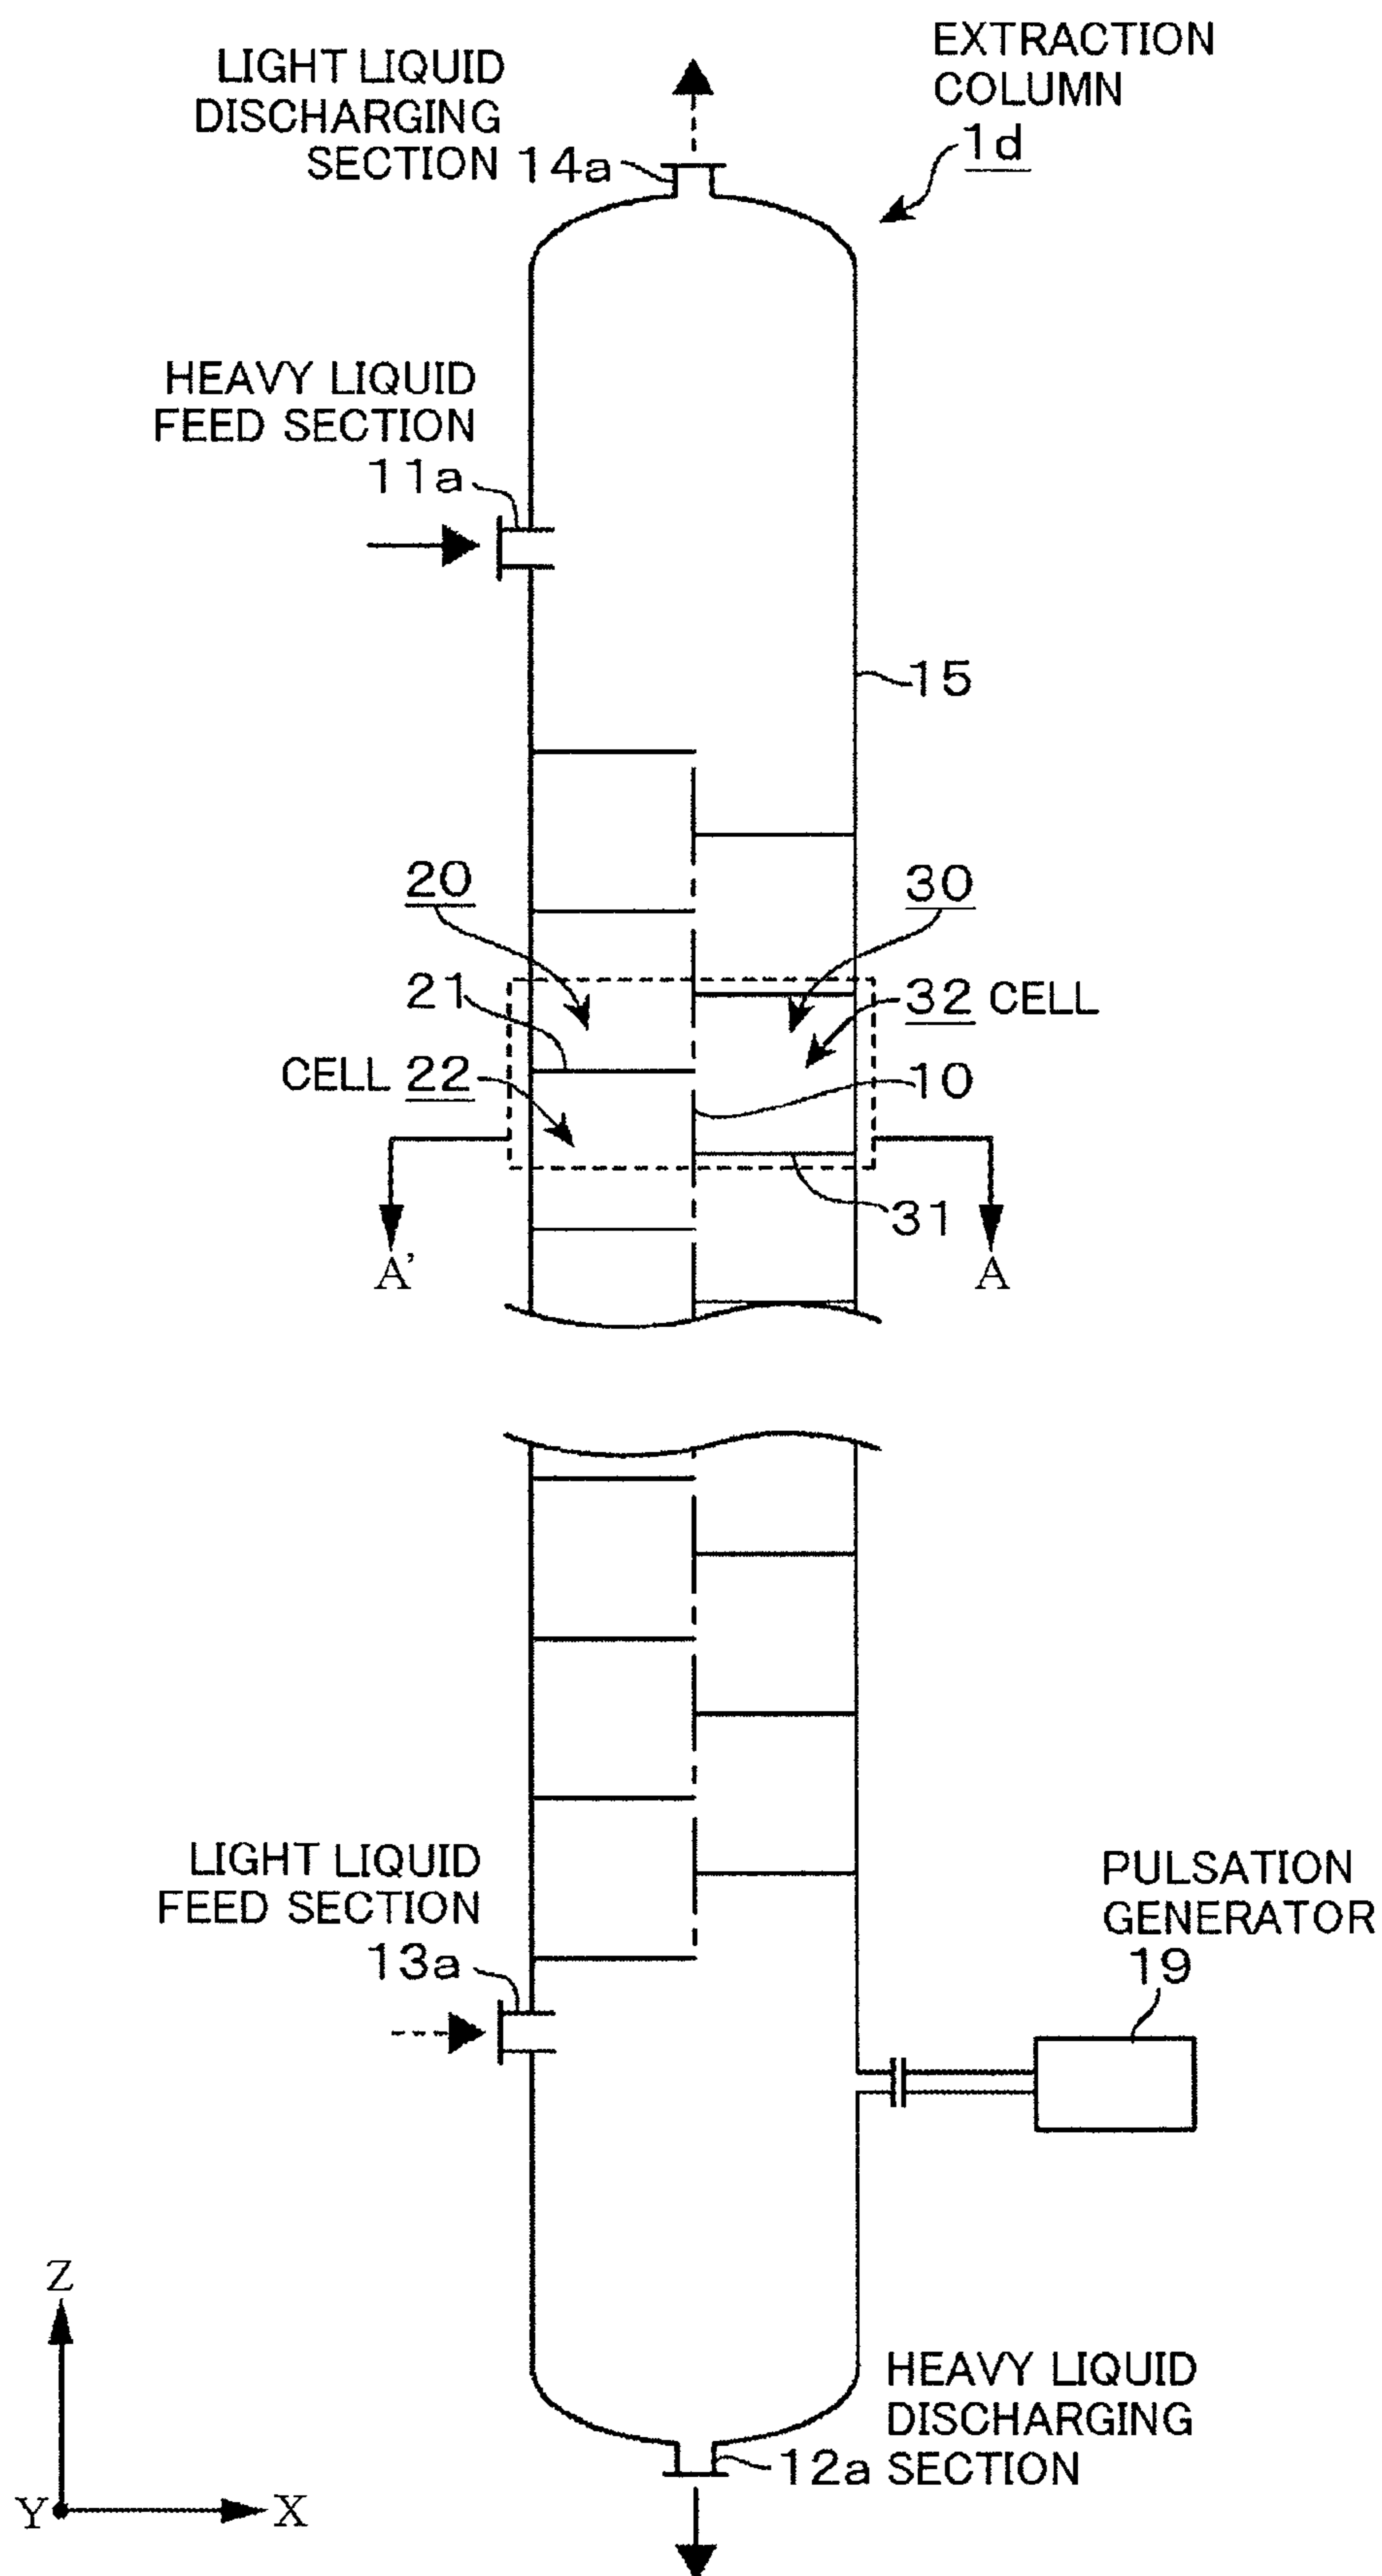 EXTRACTION
COLUMN
1d
LIGHT LIQUID
DISCHARGING
SECTION 14a
HEAVY LIQUID
FEED SECTION
11a
15
20
30
21
32 CELL
CELL 22
10
31
A'
A
LIGHT LIQUID
FEED SECTION
13a
PULSATION
GENERATOR
19
Z
Y
X
HEAVY LIQUID
DISCHARGING
12a SECTION